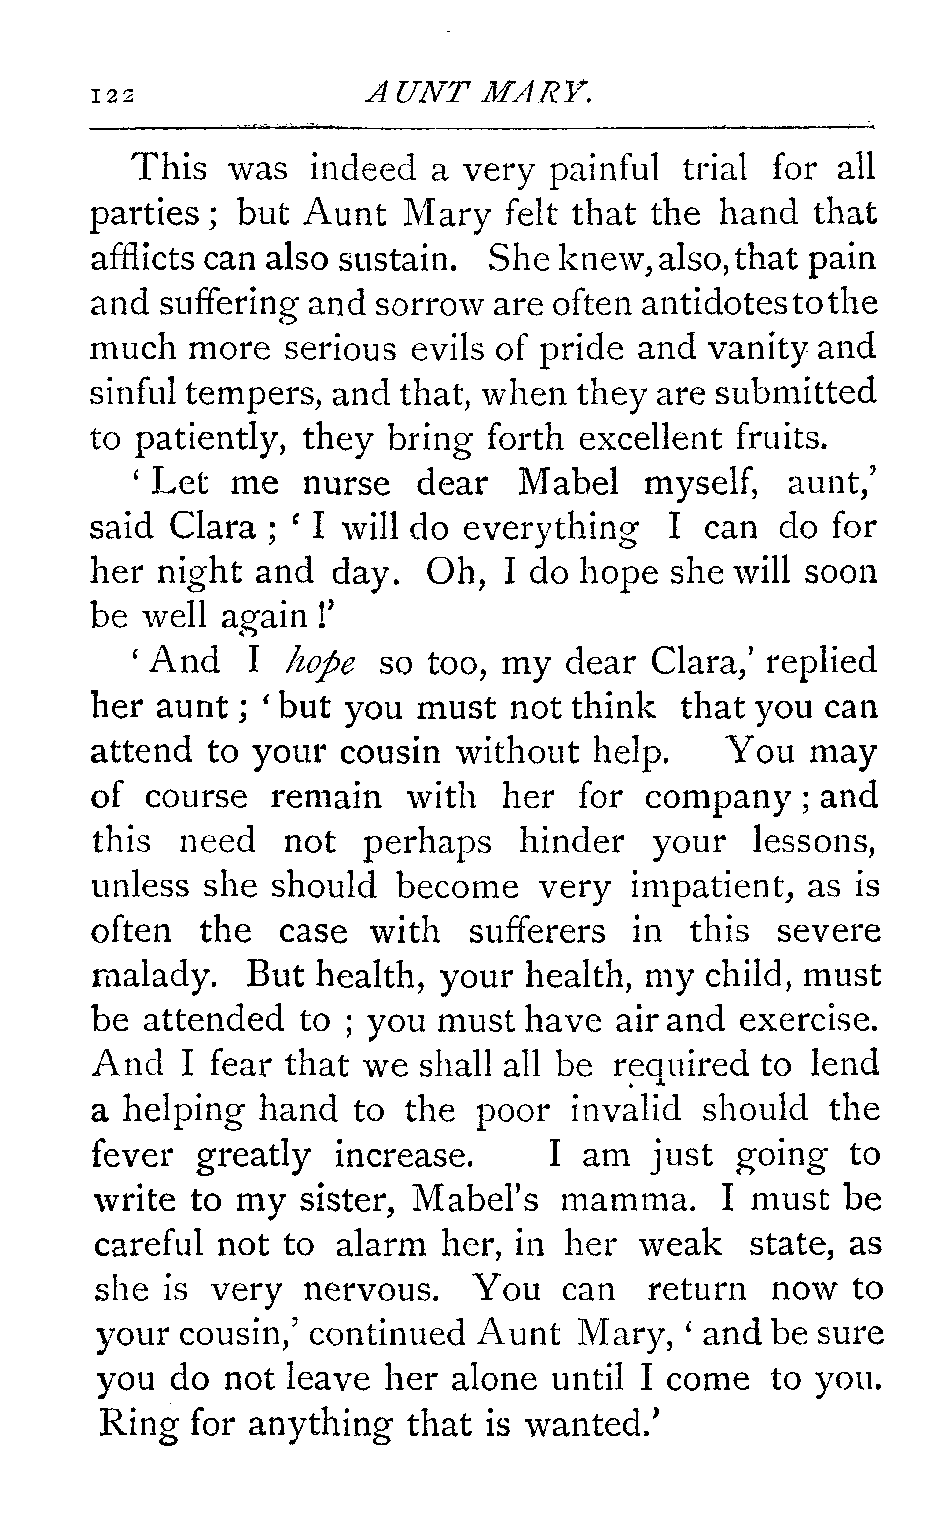 122 AUNT MARY.
This was indeed a very painful trial for all
parties ; but Aunt Mary felt that the hand that
afflicts can also sustain. She knew, also, that pain
and suffering and sorrow are often antidotes to the
much more serious evils of pride and vanity and
sinful tempers, and that, when they are submitted
to patiently, they bring forth excellent fruits.
‘ Let me nurse dear Mabel myself, aunt,’
said Clara ; ‘ I will do everything I can do for
her night and day. Oh, I do hope she will soon
be well again !’
‘ And I hope so too, my dear Clara,’ replied
her aunt ; ‘ but you must not think that you can
attend to your cousin without help. You may
of course remain with her for company ; and
this need not perhaps hinder your lessons,
unless she should become very impatient, as is
often the case with sufferers in this severe
malady. But health, your health, my child, must
be attended to ; you must have air and exercise.
And I fear that we shall all be required to lend
a helping hand to the poor invalid should the
fever greatly increase. I am just going to
write to my sister, Mabel’s mamma. I must be
careful not to alarm her, in her weak state, as
she is very nervous. You can return now to
your cousin,’ continued Aunt Mary, ‘ and be sure
you do not leave her alone until I come to you.
Ring for anything that is wanted.’